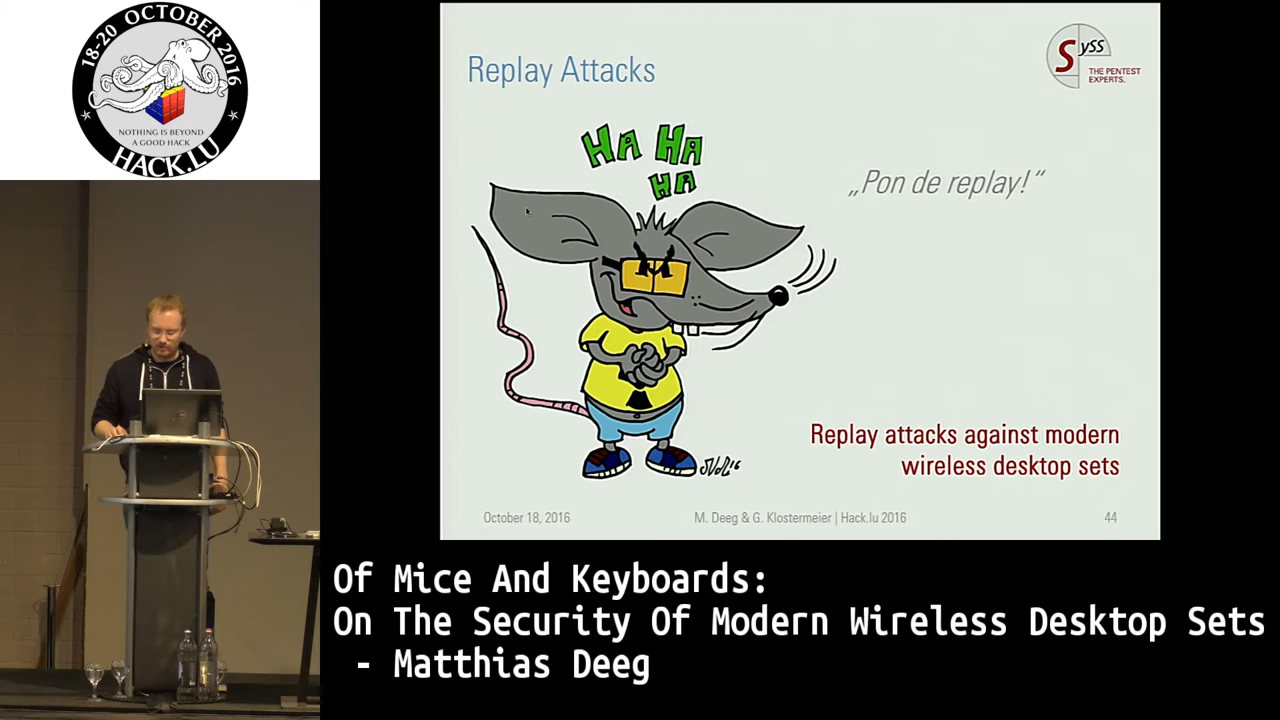 18-20 OCTOBER 2016
NOTHING IS BEYOND
A GOOD HACK
HACK.LU
Replay Attacks
SySS
THE PENTEST
EXPERTS.
HA HA
HA
„Pon de replay!“
Replay attacks against modern
wireless desktop sets
October 18, 2016
M. Deeg & G. Klostermeier | Hack.lu 2016
44
Of Mice And Keyboards:
On The Security Of Modern Wireless Desktop Sets
- Matthias Deeg